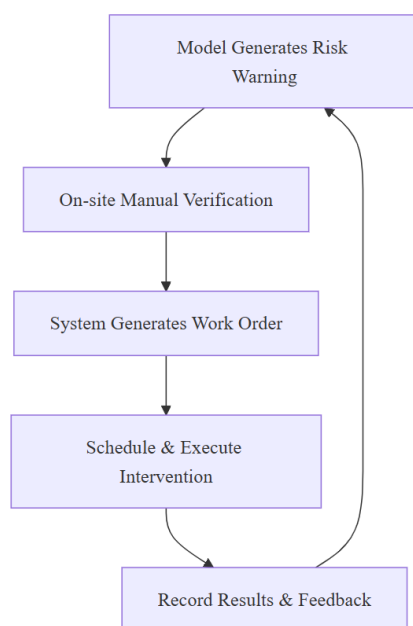 Model Generates Risk
Warning
On-site Manual Verification
System Generates Work Order
Schedule & Execute
Intervention
Record Results & Feedback